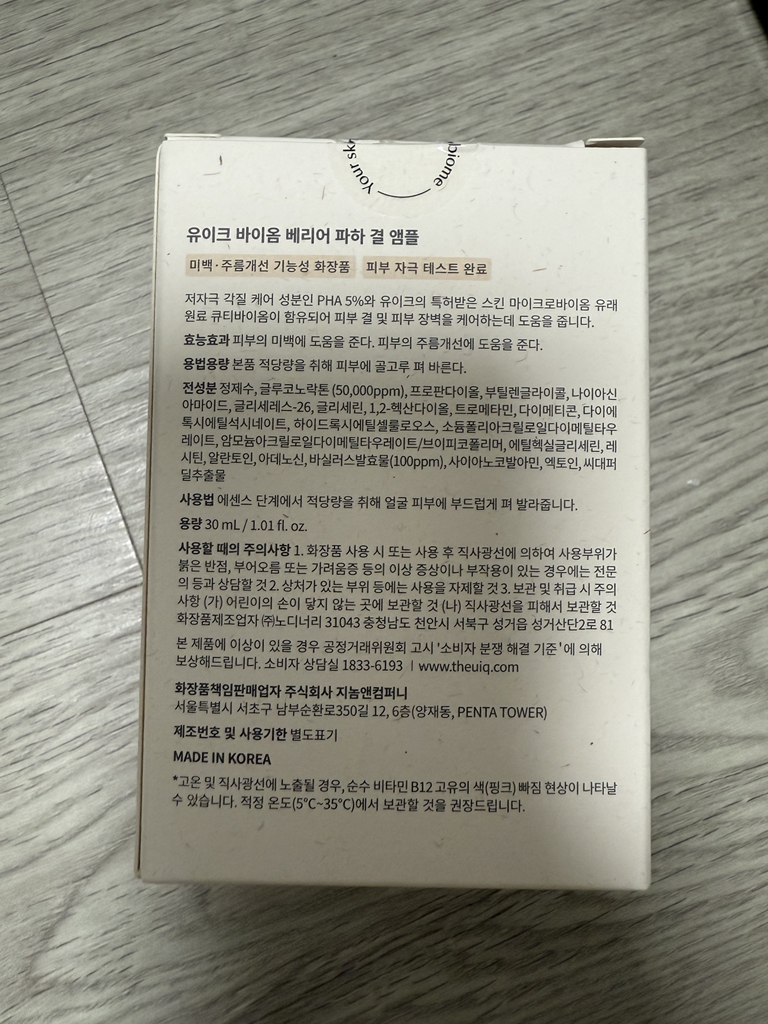 Your sk
lbiome
유이크 바이옴 베리어 파하 결 앰플
미백·주름개선 기능성 화장품 피부 자극 테스트 완료
저자극 각질 케어 성분인 PHA 5%와 유이크의 특허받은 스킨 마이크로바이옴 유래
원료 큐티바이옴이 함유되어 피부 결 및 피부 장벽을 케어하는데 도움을 줍니다.
효능효과 피부의 미백에 도움을 준다. 피부의 주름개선에 도움을 준다.
용법용량 본품 적당량을 취해 피부에 골고루 펴 바른다.
전성분 정제수, 글루코노락톤 (50,000ppm), 프로판다이올, 부틸렌글라이콜, 나이아신
아마이드, 글리세레스-26, 글리세린, 1,2-헥산다이올, 트로메타민, 다이메티콘, 다이에
톡시에틸석시네이트, 하이드록시에틸셀룰로오스, 소듐폴리아크릴로일다이메틸타우
레이트, 암모늄아크릴로일다이메틸타우레이트/브이피코폴리머, 에틸헥실글리세린, 레
시틴, 알란토인, 아데노신, 바실러스발효물(100ppm), 사이아노코발아민, 엑토인, 씨대퍼
딜추출물
사용법 에센스 단계에서 적당량을 취해 얼굴 피부에 부드럽게 펴 발라줍니다.
용량 30 mL / 1.01 fl. oz.
사용할 때의 주의사항 1. 화장품 사용 시 또는 사용 후 직사광선에 의하여 사용부위가
붉은 반점, 부어오름 또는 가려움증 등의 이상 증상이나 부작용이 있는 경우에는 전문
의 등과 상담할 것 2. 상처가 있는 부위 등에는 사용을 자제할 것 3. 보관 및 취급 시 주의
사항 (가) 어린이의 손이 닿지 않는 곳에 보관할 것 (나) 직사광선을 피해서 보관할 것
화장품제조업자 ㈜노디너리 31043 충청남도 천안시 서북구 성거읍 성거산단2로 81
본 제품에 이상이 있을 경우 공정거래위원회 고시 '소비자 분쟁 해결 기준'에 의해
보상해드립니다. 소비자 상담실 1833-6193 | www.theuiq.com
화장품책임판매업자 주식회사 지놈앤컴퍼니
서울특별시 서초구 남부순환로350길 12, 6층(양재동, PENTA TOWER)
제조번호 및 사용기한 별도표기
MADE IN KOREA
*고온 및 직사광선에 노출될 경우, 순수 비타민 B12 고유의 색(핑크) 빠짐 현상이 나타날
수 있습니다. 적정 온도(5℃~35℃)에서 보관할 것을 권장드립니다.